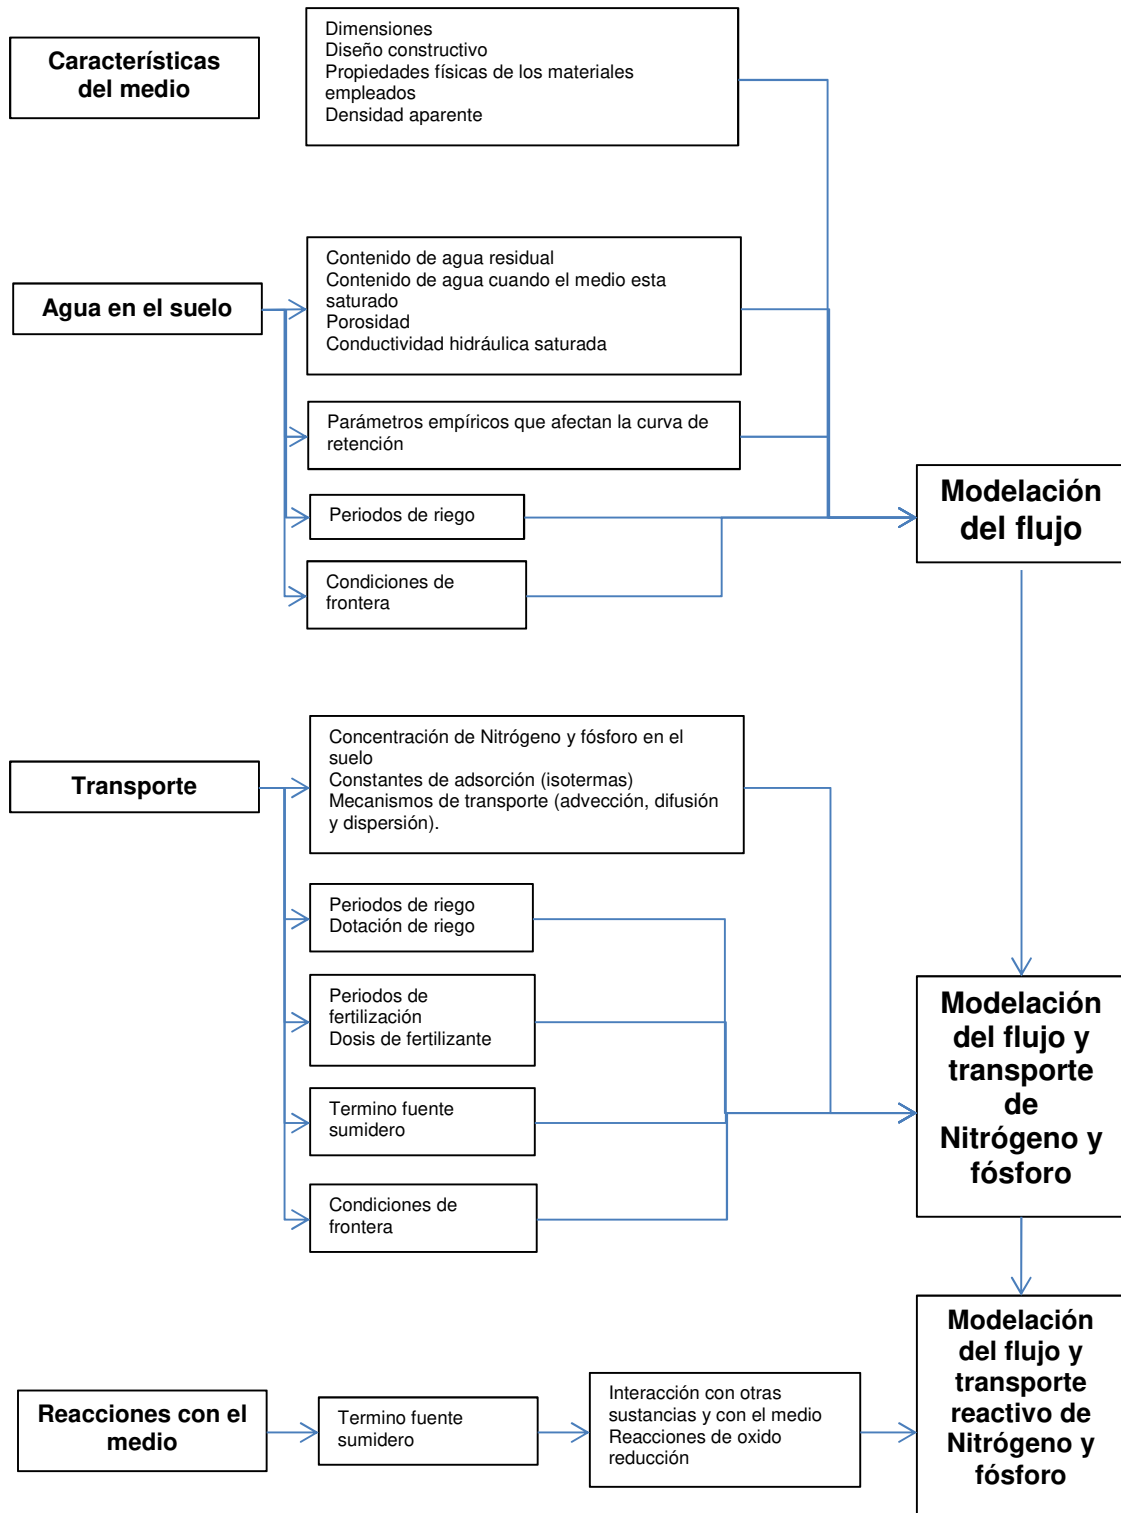 Características
del medio
Dimensiones
Diseño constructivo
Propiedades físicas de los materiales
empleados
Densidad aparente
Agua en el suelo
Contenido de agua residual
Contenido de agua cuando el medio esta
saturado
Porosidad
Conductividad hidráulica saturada
Parámetros empíricos que afectan la curva de
retención
Periodos de riego
Condiciones de
frontera
Modelación
del flujo
Transporte
Concentración de Nitrógeno y fósforo en el
suelo
Constantes de adsorción (isotermas)
Mecanismos de transporte (advección, difusión
y dispersión).
Periodos de riego
Dotación de riego
Periodos de
fertilización
Dosis de fertilizante
Termino fuente
sumidero
Condiciones de
frontera
Modelación
del flujo y
transporte
de
Nitrógeno y
fósforo
Reacciones con el
medio
Termino fuente
sumidero
Interacción con otras
sustancias y con el medio
Reacciones de oxido
reducción
Modelación
del flujo y
transporte
reactivo de
Nitrógeno y
fósforo